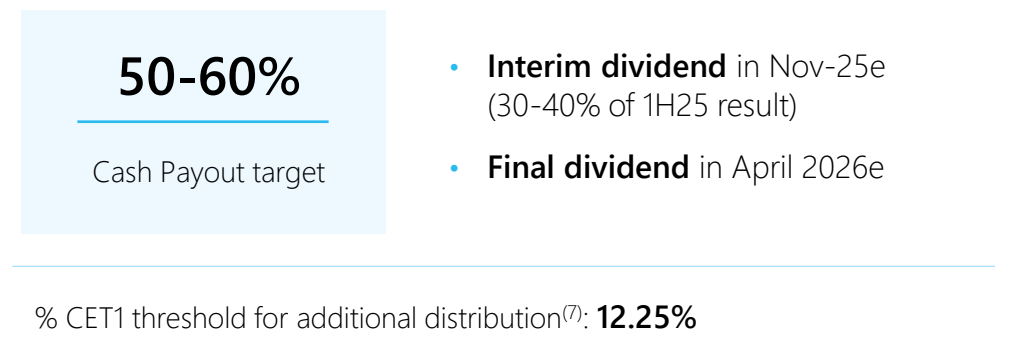 50-60%
Cash Payout target
• Interim dividend in Nov-25e
(30-40% of 1H25 result)
• Final dividend in April 2026e
% CET1 threshold for additional distribution(7): 12.25%